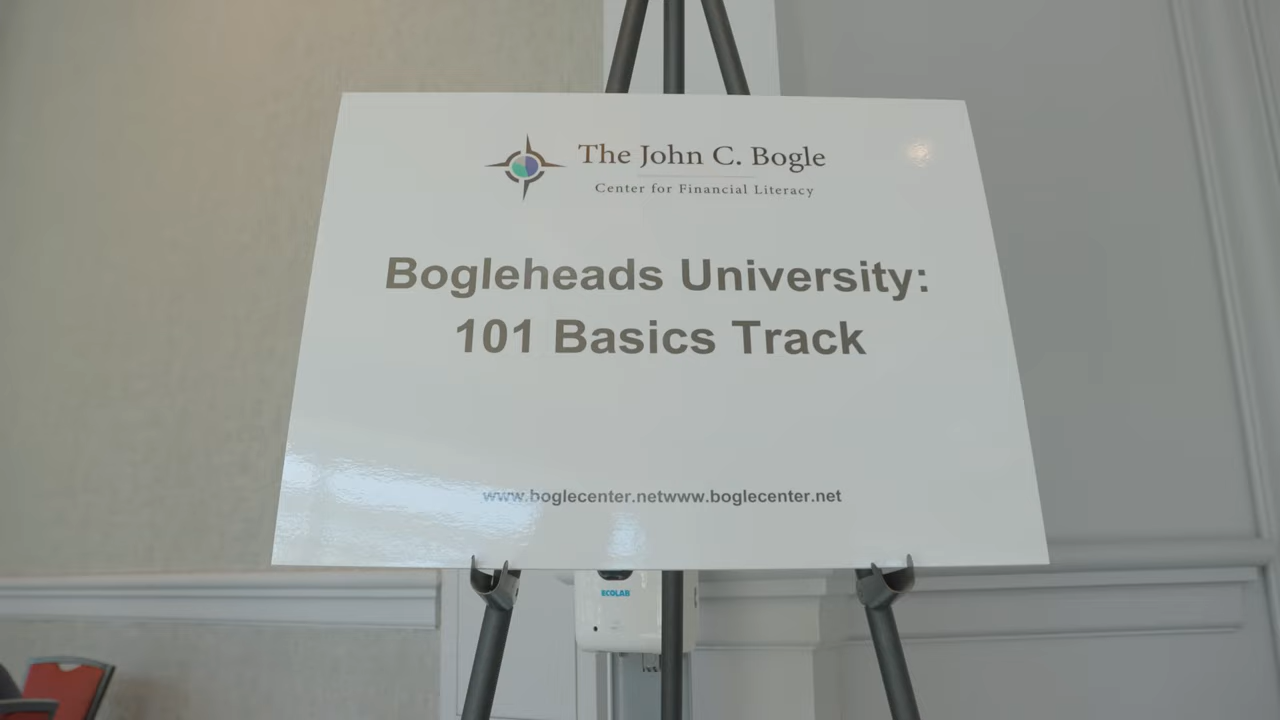 The John C. Bogle
Center for Financial Literacy
Bogleheads University:
101 Basics Track
www.boglecenter.netwww.boglecenter.net
ECOLAB